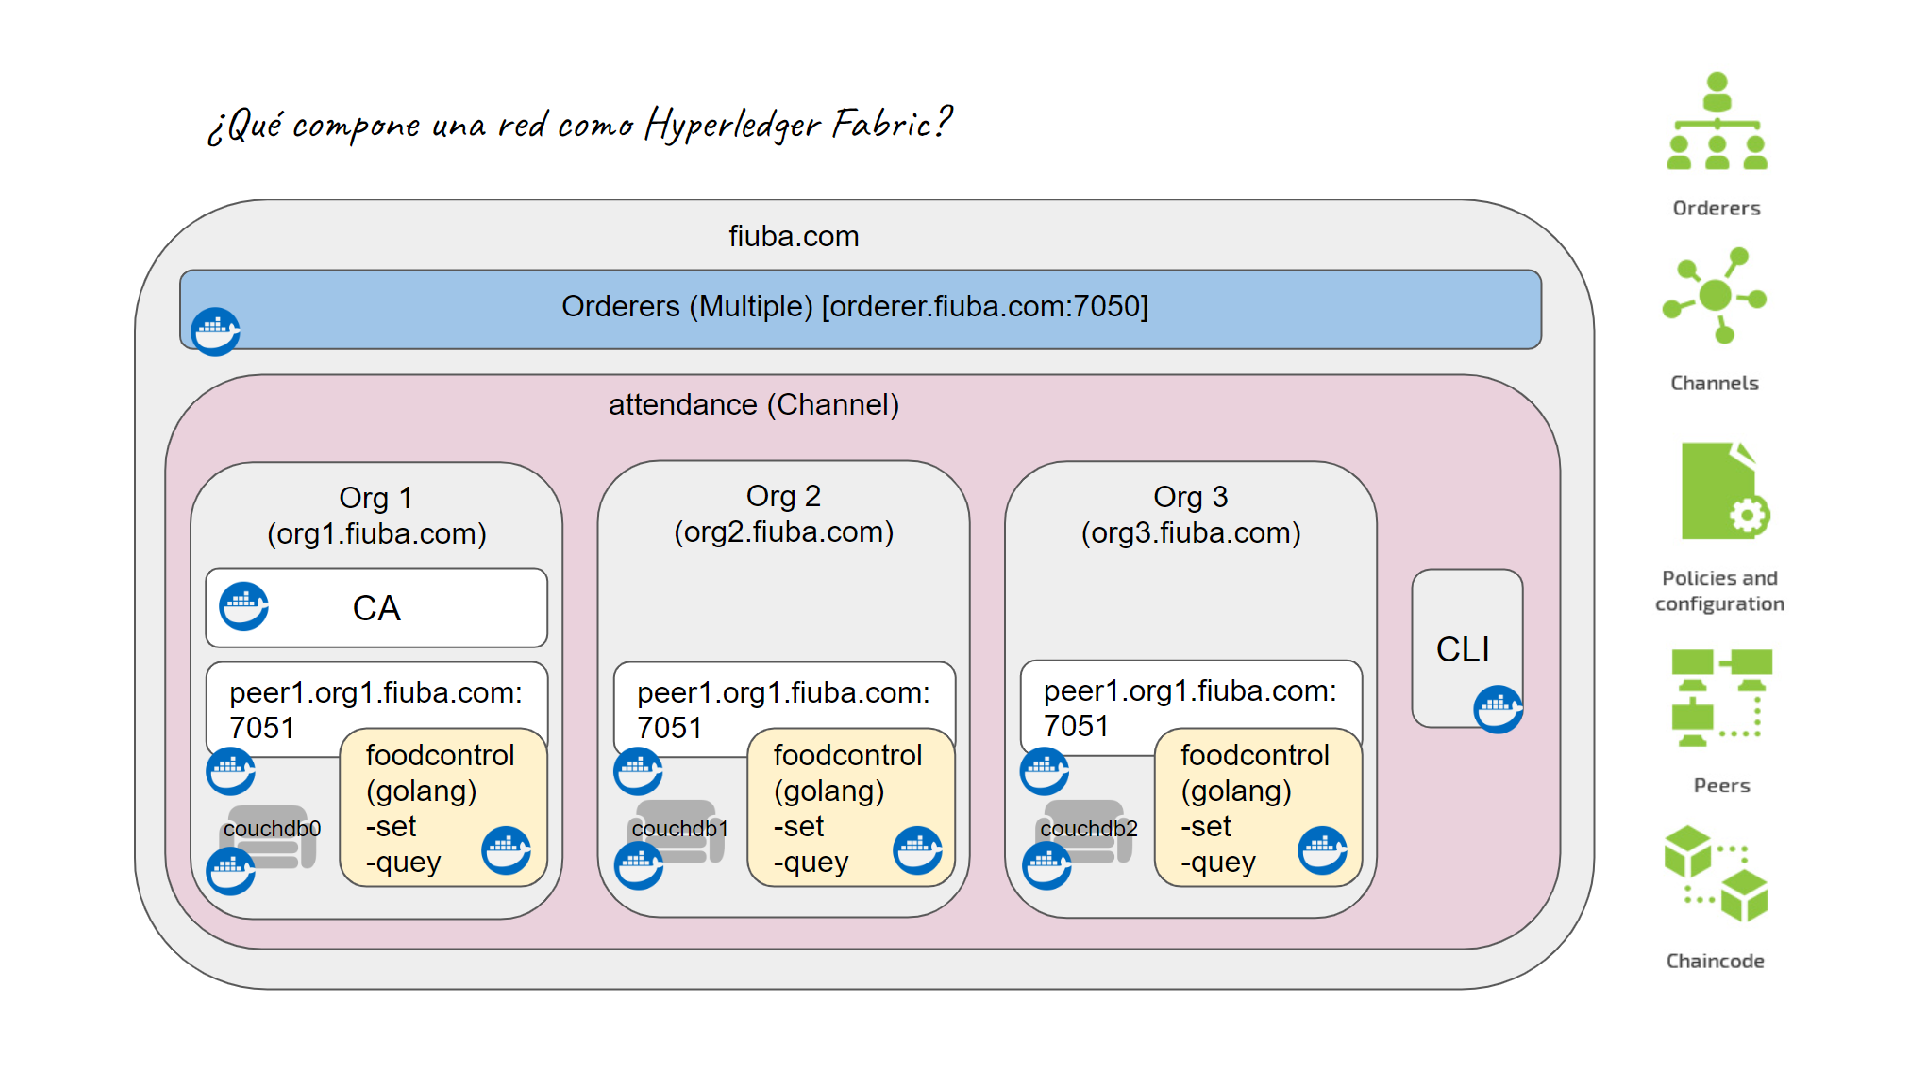 ¿Qué compone una red como Hyperledger Fabric?
fiuba.com
Orderers (Multiple) [orderer.fiuba.com:7050]
attendance (Channel)
Org 1
(org1.fiuba.com)
CA
peer1.org1.fiuba.com:
7051
foodcontrol
(golang)
-set
-quey
couchdb0
Org 2
(org2.fiuba.com)
peer1.org1.fiuba.com:
7051
foodcontrol
(golang)
-set
-quey
couchdb1
Org 3
(org3.fiuba.com)
peer1.org1.fiuba.com:
7051
foodcontrol
(golang)
-set
-quey
couchdb2
CLI
Orderers
Channels
Policies and
configuration
Peers
Chaincode